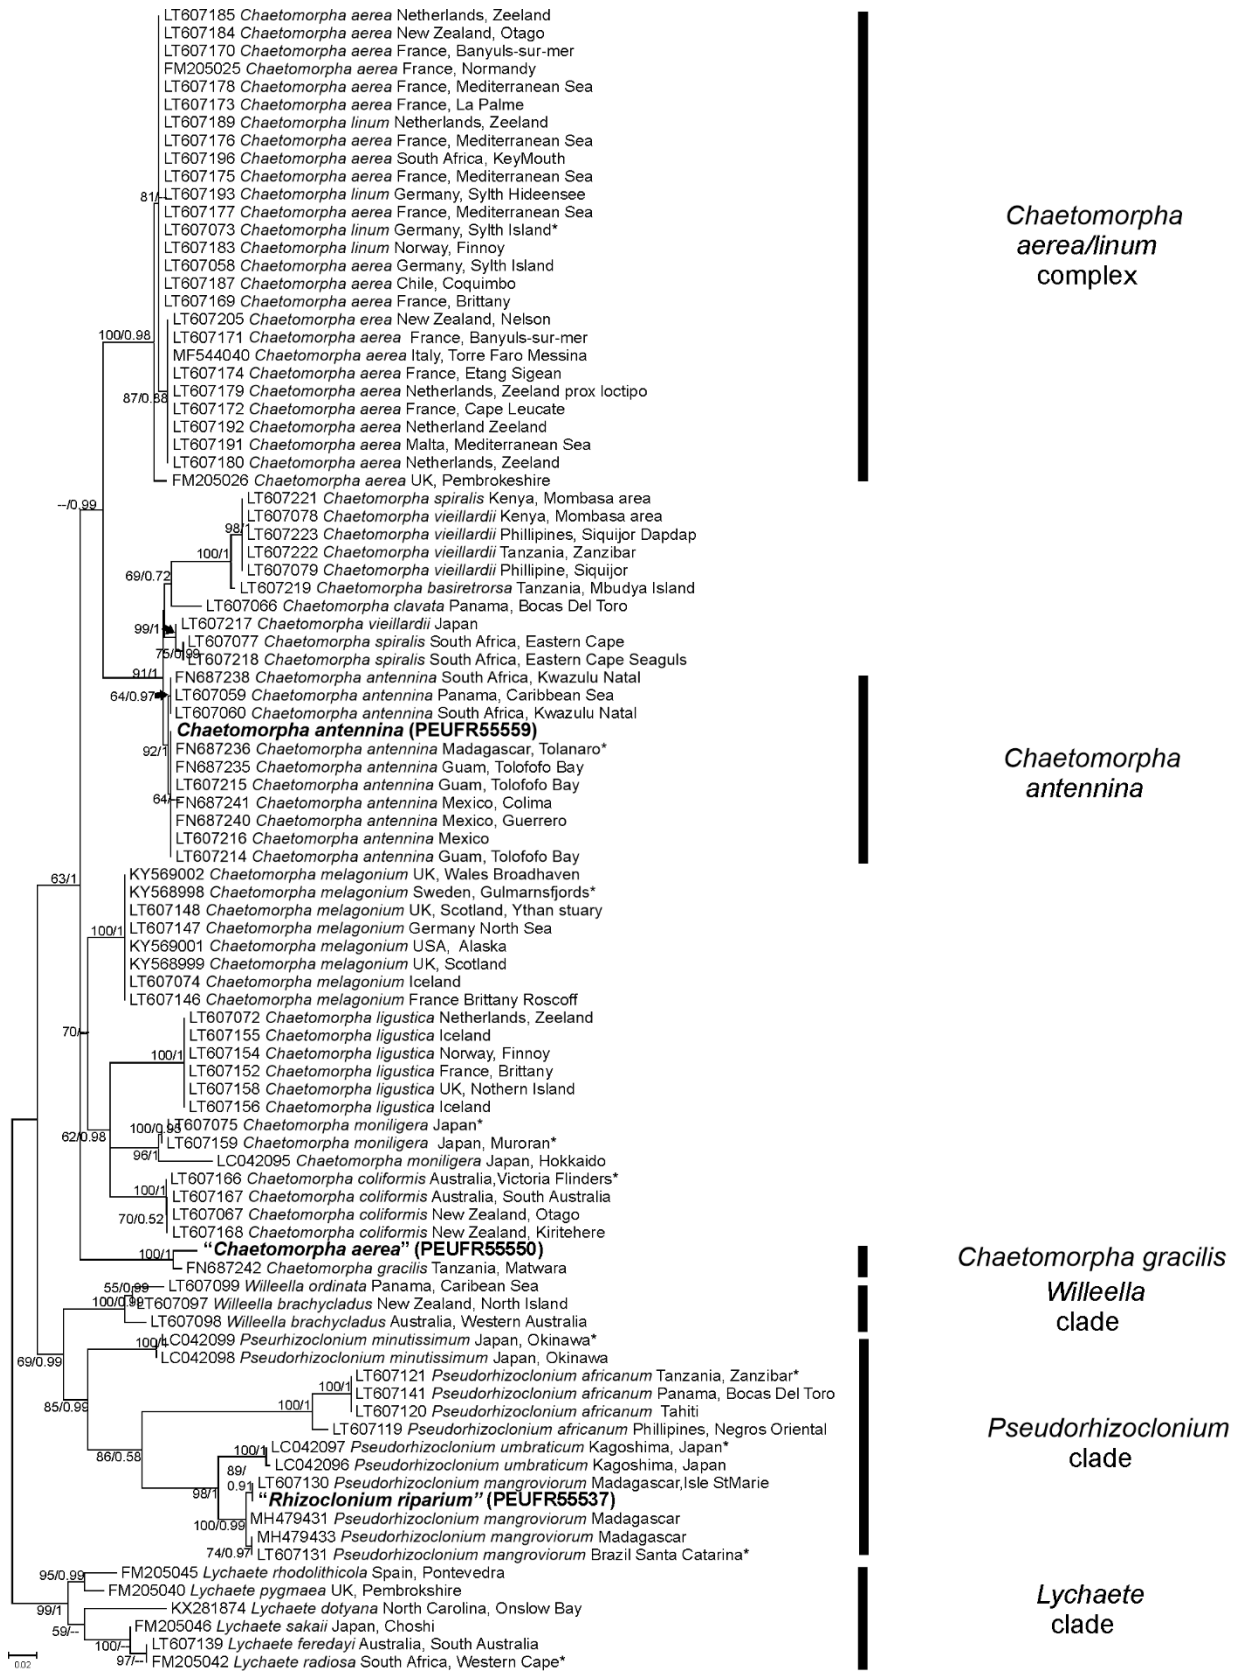 LT607185 Chaetomorpha aerea Netherlands, Zeeland
LT607184 Chaetomorpha aerea New Zealand, Otago
LT607170 Chaetomorpha aerea France, Banyuls-sur-mer
FM205025 Chaetomorpha aerea France, Normandy
LT607178 Chaetomorpha aerea France, Mediterranean Sea
LT607173 Chaetomorpha aerea France, La Palme
LT607189 Chaetomorpha linum Netherlands, Zeeland
LT607176 Chaetomorpha aerea France, Mediterranean Sea
LT607196 Chaetomorpha aerea South Africa, KeyMouth
LT607175 Chaetomorpha aerea France, Mediterranean Sea
81/-- LT607193 Chaetomorpha linum Germany, Sylth Hideensee
LT607177 Chaetomorpha aerea France, Mediterranean Sea
LT607073 Chaetomorpha linum Germany, Sylth Island*
LT607183 Chaetomorpha linum Norway, Finnoy
LT607058 Chaetomorpha aerea Germany, Sylth Island
LT607187 Chaetomorpha aerea Chile, Coquimbo
LT607169 Chaetomorpha aerea France, Brittany
Chaetomorpha
aerea/linum
complex
LT607205 Chaetomorpha erea New Zealand, Nelson
100/0.98
LT607171 Chaetomorpha aerea France, Banyuls-sur-mer
MF544040 Chaetomorpha aerea Italy, Torre Faro Messina
LT607174 Chaetomorpha aerea France, Etang Sigean
LT607179 Chaetomorpha aerea Netherlands, Zeeland prox loctipo
87/0.88
LT607172 Chaetomorpha aerea France, Cape Leucate
LT607192 Chaetomorpha aerea Netherland Zeeland
LT607191 Chaetomorpha aerea Malta, Mediterranean Sea
LT607180 Chaetomorpha aerea Netherlands, Zeeland
FM205026 Chaetomorpha aerea UK, Pembrokeshire
LT607221 Chaetomorpha spiralis Kenya, Mombasa area
--/0.99
LT607078 Chaetomorpha vieillardii Kenya, Mombasa area
98/1
LT607223 Chaetomorpha vieillardii Phillipines, Siquijor Dapdap
100/1
LT607222 Chaetomorpha vieillardii Tanzania, Zanzibar
LT607079 Chaetomorpha vieillardii Phillipine, Siquijor
69/0.72
LT607219 Chaetomorpha basiretrorsa Tanzania, Mbudya Island
LT607066 Chaetomorpha clavata Panama, Bocas Del Toro
99/1
LT607217 Chaetomorpha vieillardii Japan
LT607077 Chaetomorpha spiralis South Africa, Eastern Cape
75/0.99
LT607218 Chaetomorpha spiralis South Africa, Eastern Cape Seaguls
91/1
FN687238 Chaetomorpha antennina South Africa, Kwazulu Natal
64/0.97
LT607059 Chaetomorpha antennina Panama, Caribbean Sea
LT607060 Chaetomorpha antennina South Africa, Kwazulu Natal
Chaetomorpha antennina (PEUFR55559)
92/1
FN687236 Chaetomorpha antennina Madagascar, Tolanaro*
FN687235 Chaetomorpha antennina Guam, Tolofofo Bay
LT607215 Chaetomorpha antennina Guam, Tolofofo Bay
64/--
FN687241 Chaetomorpha antennina Mexico, Colima
FN687240 Chaetomorpha antennina Mexico, Guerrero
LT607216 Chaetomorpha antennina Mexico
LT607214 Chaetomorpha antennina Guam, Tolofofo Bay
Chaetomorpha
antennina
63/1
KY569002 Chaetomorpha melagonium UK, Wales Broadhaven
KY568998 Chaetomorpha melagonium Sweden, Gulmarnsfjords*
LT607148 Chaetomorpha melagonium UK, Scotland, Ythan stuary
100/1
LT607147 Chaetomorpha melagonium Germany North Sea
KY569001 Chaetomorpha melagonium USA, Alaska
KY568999 Chaetomorpha melagonium UK, Scotland
LT607074 Chaetomorpha melagonium Iceland
LT607146 Chaetomorpha melagonium France Brittany Roscoff
LT607072 Chaetomorpha ligustica Netherlands, Zeeland
70/--
LT607155 Chaetomorpha ligustica Iceland
100/1
LT607154 Chaetomorpha ligustica Norway, Finnoy
LT607152 Chaetomorpha ligustica France, Brittany
LT607158 Chaetomorpha ligustica UK, Nothern Island
LT607156 Chaetomorpha ligustica Iceland
100/0.95
LT607075 Chaetomorpha moniligera Japan*
62/0.98
LT607159 Chaetomorpha moniligera Japan, Muroran*
96/1
LC042095 Chaetomorpha moniligera Japan, Hokkaido
LT607166 Chaetomorpha coliformis Australia,Victoria Flinders*
100/1
LT607167 Chaetomorpha coliformis Australia, South Australia
70/0.52
LT607067 Chaetomorpha coliformis New Zealand, Otago
LT607168 Chaetomorpha coliformis New Zealand, Kiritehere
100/1
“Chaetomorpha aerea” (PEUFR55550)
FN687242 Chaetomorpha gracilis Tanzania, Matwara
Chaetomorpha gracilis
55/0.99
LT607099 Willeella ordinata Panama, Caribean Sea
100/0.99
LT607097 Willeella brachycladus New Zealand, North Island
LT607098 Willeella brachycladus Australia, Western Australia
Willeella
clade
LC042099 Pseurhizoclonium minutissimum Japan, Okinawa*
100/1
LC042098 Pseudorhizoclonium minutissimum Japan, Okinawa
69/0.99
LT607121 Pseudorhizoclonium africanum Tanzania, Zanzibar*
100/1
LT607141 Pseudorhizoclonium africanum Panama, Bocas Del Toro
85/0.99
100/1
LT607120 Pseudorhizoclonium africanum Tahiti
LT607119 Pseudorhizoclonium africanum Phillipines, Negros Oriental
86/0.58
100/1
LC042097 Pseudorhizoclonium umbraticum Kagoshima, Japan*
LC042096 Pseudorhizoclonium umbraticum Kagoshima, Japan
89/
0.91
LT607130 Pseudorhizoclonium mangroviorum Madagascar,Isle StMarie
98/1
“Rhizoclonium riparium” (PEUFR55537)
100/0.99
MH479431 Pseudorhizoclonium mangroviorum Madagascar
MH479433 Pseudorhizoclonium mangroviorum Madagascar
74/0.97
LT607131 Pseudorhizoclonium mangroviorum Brazil Santa Catarina*
Pseudorhizoclonium
clade
95/0.99
FM205045 Lychaete rhodolithicola Spain, Pontevedra
FM205040 Lychaete pygmaea UK, Pembrokshire
99/1
KX281874 Lychaete dotyana North Carolina, Onslow Bay
59/--
FM205046 Lychaete sakaii Japan, Choshi
100/--
LT607139 Lychaete feredayi Australia, South Australia
97/--
FM205042 Lychaete radiosa South Africa, Western Cape*
Lychaete
clade
0.02